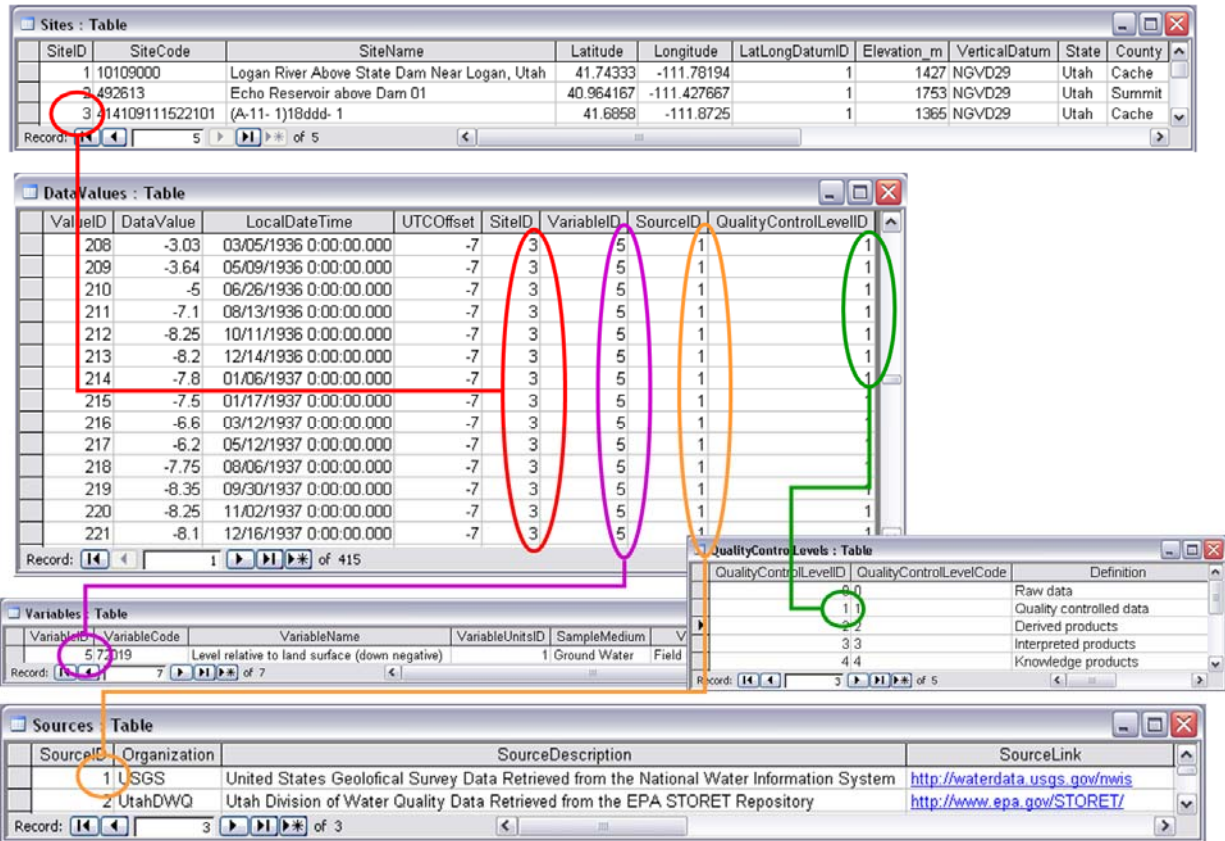 Sites : Table
SiteID SiteCode SiteName Latitude Longitude LatLongDatumID Elevation_m VerticalDatum State County
1 10109000 Logan River Above State Dam Near Logan, Utah 41.74333 -111.78194 1 1427 NGVD29 Utah Cache
2 492613 Echo Reservoir above Dam 01 40.964167 -111.427667 1 1753 NGVD29 Utah Summit
3 414109111522101 (A-11- 1)18ddd- 1 41.6858 -111.8725 1 1365 NGVD29 Utah Cache
Record: 5 of 5
DataValues : Table
ValueID DataValue LocalDateTime UTCOffset SiteID VariableID SourceID QualityControlLevelID
208 -3.03 03/05/1936 0:00:00.000 -7 3 5 1 1
209 -3.64 05/09/1936 0:00:00.000 -7 3 5 1 1
210 -5 06/26/1936 0:00:00.000 -7 3 5 1 1
211 -7.1 08/13/1936 0:00:00.000 -7 3 5 1 1
212 -8.25 10/11/1936 0:00:00.000 -7 3 5 1 1
213 -8.2 12/14/1936 0:00:00.000 -7 3 5 1 1
214 -7.8 01/06/1937 0:00:00.000 -7 3 5 1 1
215 -7.5 01/17/1937 0:00:00.000 -7 3 5 1 1
216 -6.6 03/12/1937 0:00:00.000 -7 3 5 1 1
217 -6.2 05/12/1937 0:00:00.000 -7 3 5 1 1
218 -7.75 08/06/1937 0:00:00.000 -7 3 5 1 1
219 -8.35 09/30/1937 0:00:00.000 -7 3 5 1 1
220 -8.25 11/02/1937 0:00:00.000 -7 3 5 1 1
221 -8.1 12/16/1937 0:00:00.000 -7 3 5 1 1
Record: 1 of 415
QualityControlLevels : Table
QualityControlLevelID QualityControlLevelCode Definition
0 0 Raw data
1 1 Quality controlled data
2 2 Derived products
3 3 Interpreted products
4 4 Knowledge products
Record: 3 of 5
Variables : Table
VariableID VariableCode VariableName VariableUnitsID SampleMedium V
5 72019 Level relative to land surface (down negative) 1 Ground Water Field
Record: 7 of 7
Sources : Table
SourceID Organization SourceDescription SourceLink
1 USGS United States Geolofical Survey Data Retrieved from the National Water Information System http://waterdata.usgs.gov/nwis
2 UtahDWQ Utah Division of Water Quality Data Retrieved from the EPA STORET Repository http://www.epa.gov/STORET/
Record: 3 of 3